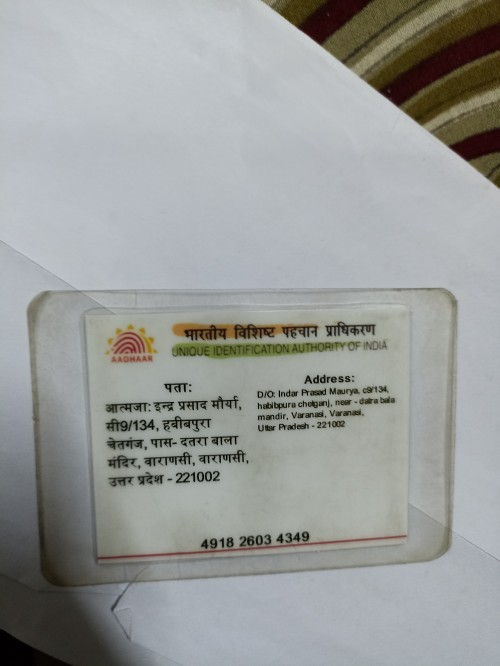 भारतीय विशिष्ट पहचान प्राधिकरण
UNIQUE IDENTIFICATION AUTHORITY OF INDIA
AADHAAR
पता:
आत्मजा: इन्द्र प्रसाद मौर्या,
सी9/134, हबीबपुरा
चेतगंज, पास- दतरा बाला
मंदिर, वाराणसी, वाराणसी,
उत्तर प्रदेश - 221002
Address:
D/O: Indar Prasad Maurya, c9/134,
habibpura chetganj, near - datra bala
mandir, Varanasi, Varanasi,
Uttar Pradesh - 221002
4918 2603 4349